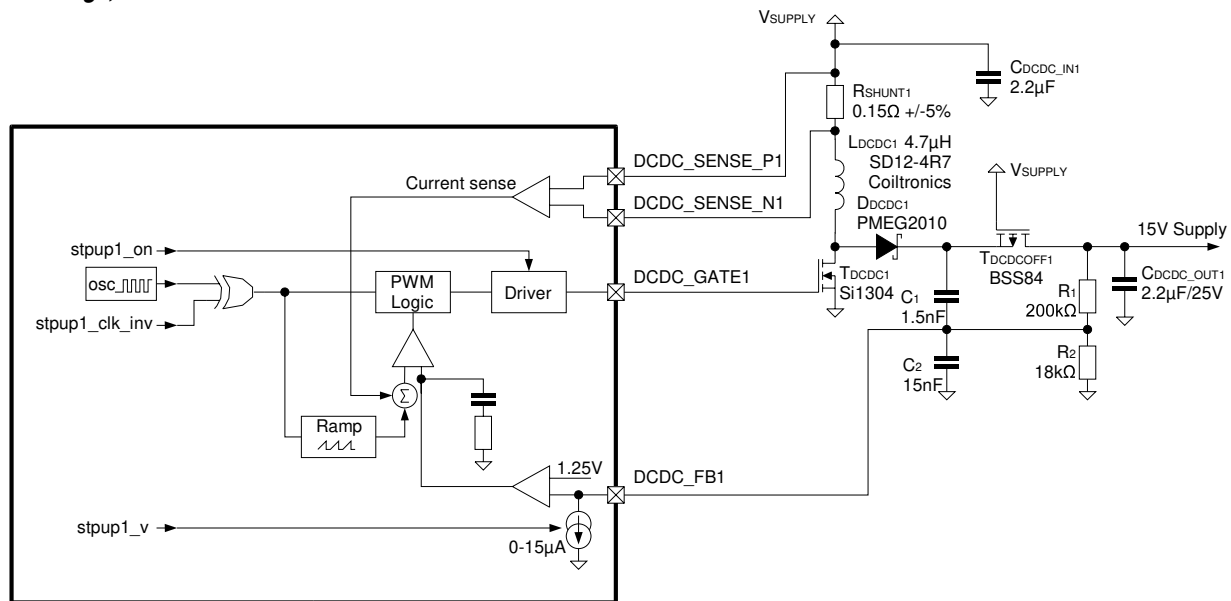 VSUPPLY
CDCDC_IN1
2.2µF
RSHUNT1
0.15Ω +/-5%
LDCDC1 4.7µH
SD12-4R7
Coiltronics
DCDC_SENSE_P1
Current sense
DCDC_SENSE_N1
VSUPPLY
DDCDC1
PMEG2010
15V Supply
stpup1_on
osc_
PWM
Logic
Driver
DCDC_GATE1
TDCDC1
Si1304
TDCDCOFF1
BSS84
CDCDC_OUT1
2.2µF/25V
R1
200kΩ
C1
1.5nF
stpup1_clk_inv
R2
18kΩ
C2
15nF
Σ
Ramp
1.25V
DCDC_FB1
stpup1_v
0-15µA